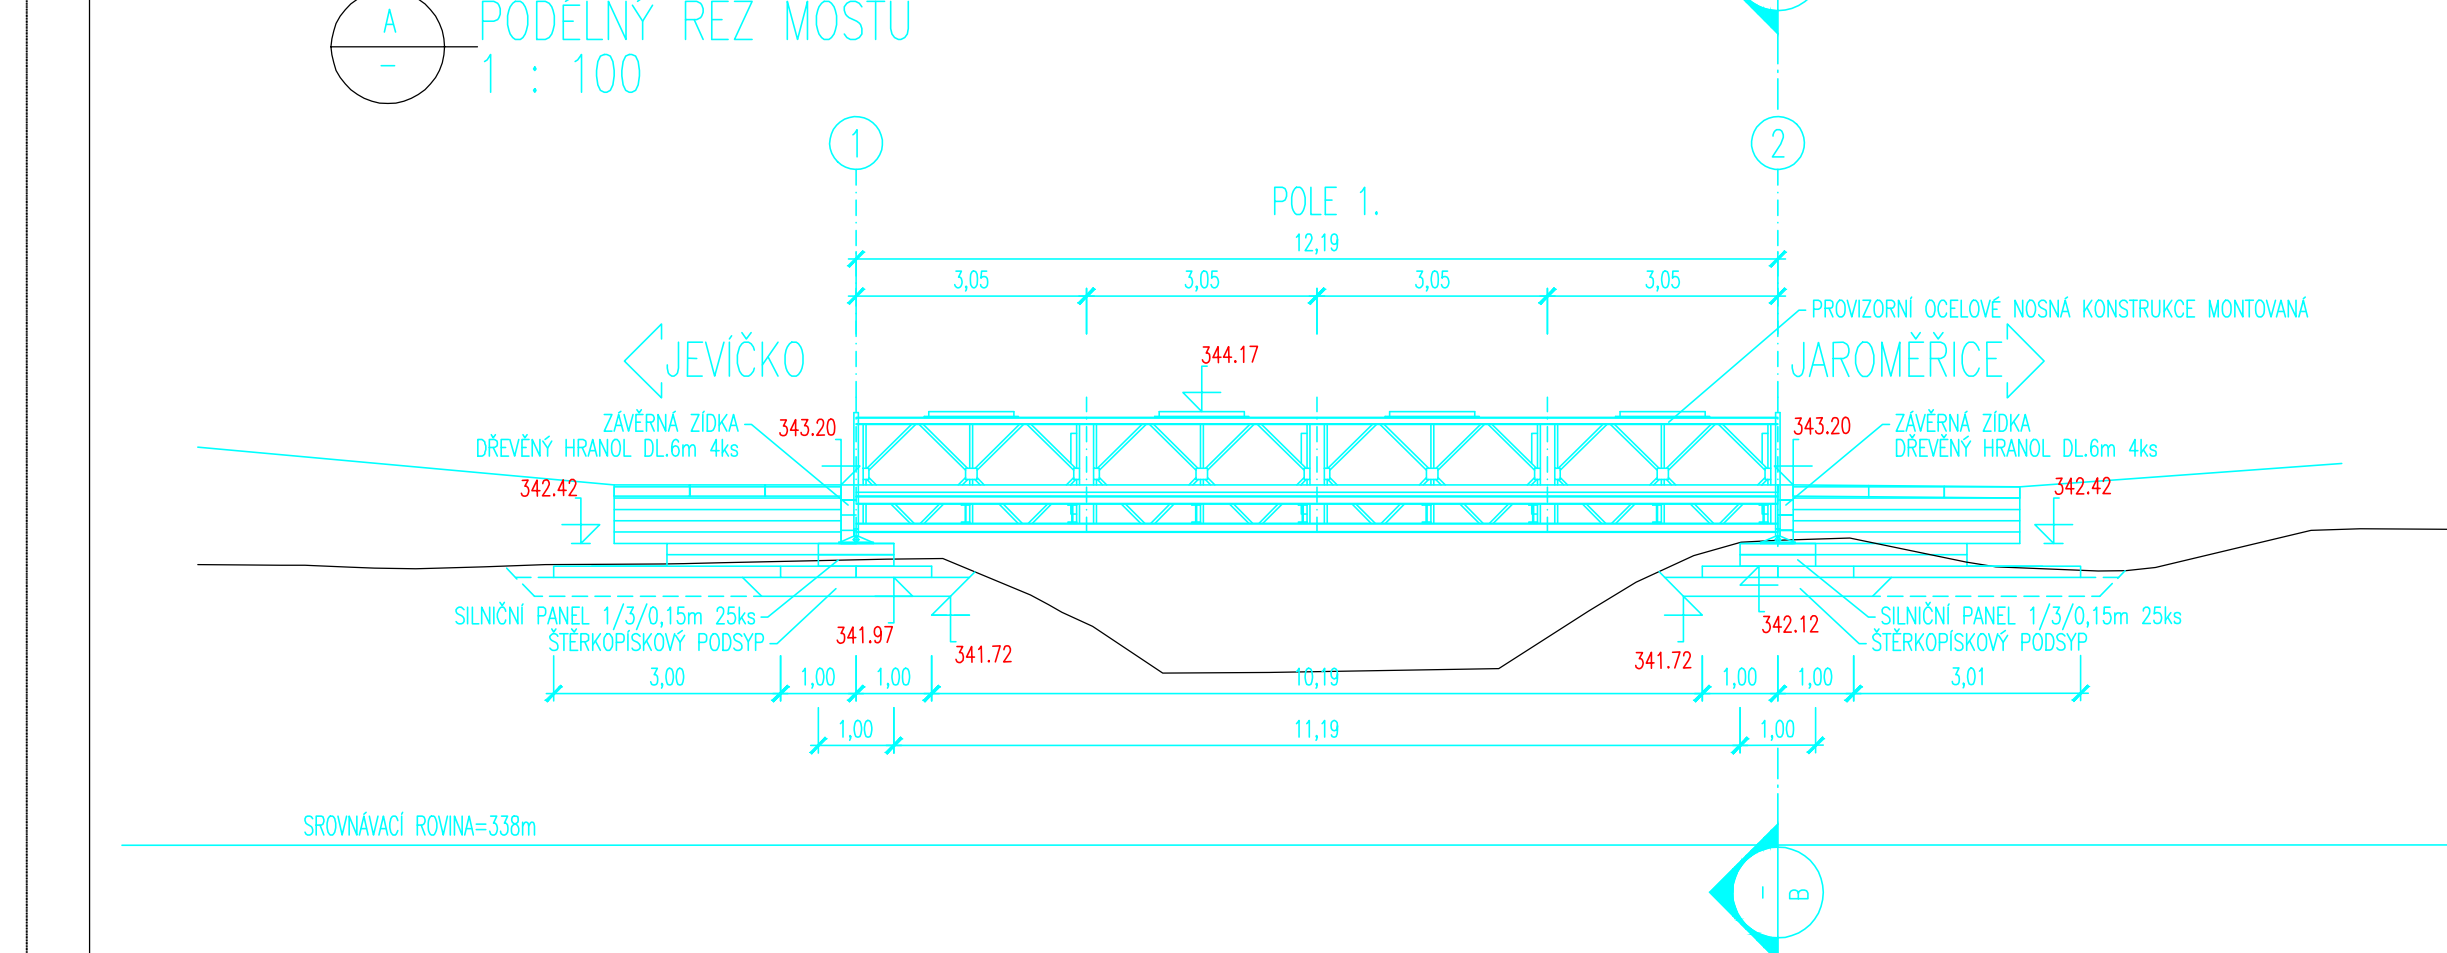 A
PODÉLNÝ ŘEZ MOSTU
1 : 100
1
2
POLE 1.
12,19
3,05 3,05 3,05 3,05
PROVIZORNÍ OCELOVÉ NOSNÁ KONSTRUKCE MONTOVANÁ
JEVÍČKO
344.17
JAROMĚŘICE
ZÁVĚRNÁ ZÍDKA
DŘEVĚNÝ HRANOL DL.6m 4ks
343.20
343.20
ZÁVĚRNÁ ZÍDKA
DŘEVĚNÝ HRANOL DL.6m 4ks
342.42
342.42
SILNIČNÍ PANEL 1/3/0,15m 25ks
ŠTĚRKOPÍSKOVÝ PODSYP
341.97
341.72
341.72
342.12
SILNIČNÍ PANEL 1/3/0,15m 25ks
ŠTĚRKOPÍSKOVÝ PODSYP
3,00 1,00 1,00 10,19 1,00 1,00 3,01
1,00 11,19 1,00
SROVNÁVACÍ ROVINA=338m
B